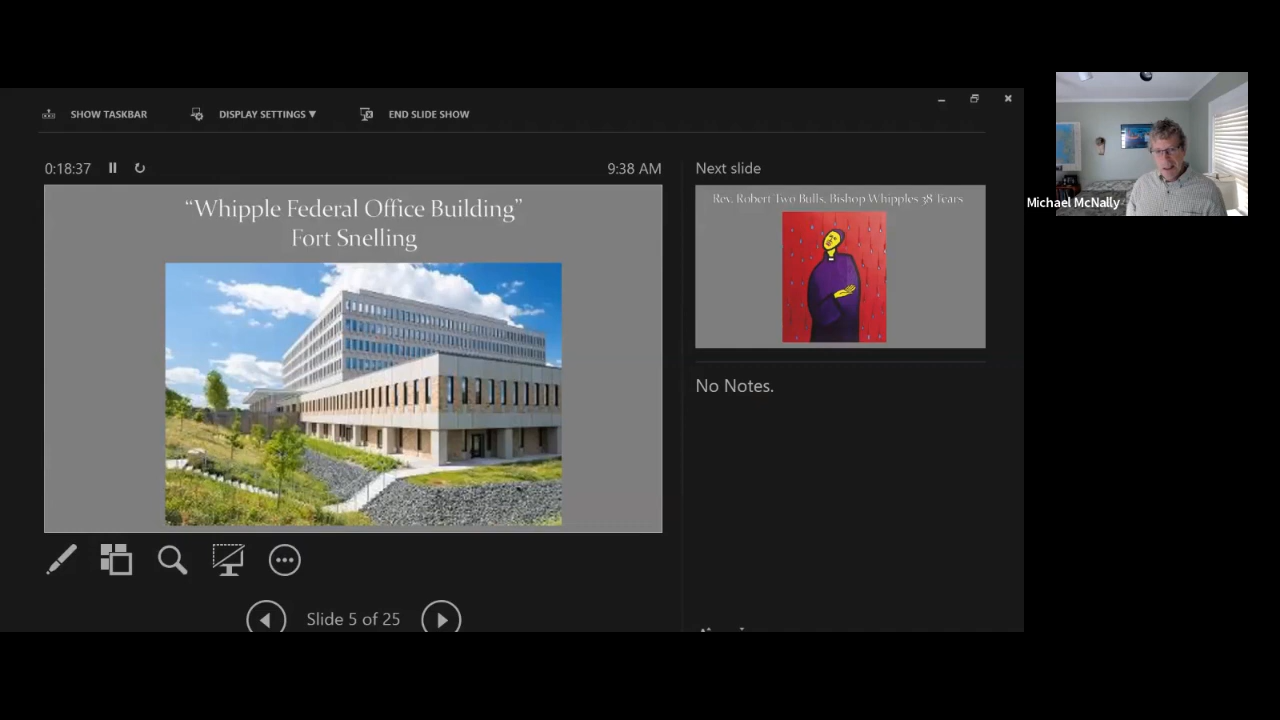 SHOW TASKBAR
DISPLAY SETTINGS ▼
END SLIDE SHOW
0:18:37
9:38 AM
Next slide
“Whipple Federal Office Building”
Fort Snelling
Rev. Robert Two Bulls, Bishop Whipples 38 Tears
No Notes.
Slide 5 of 25
Michael McNally